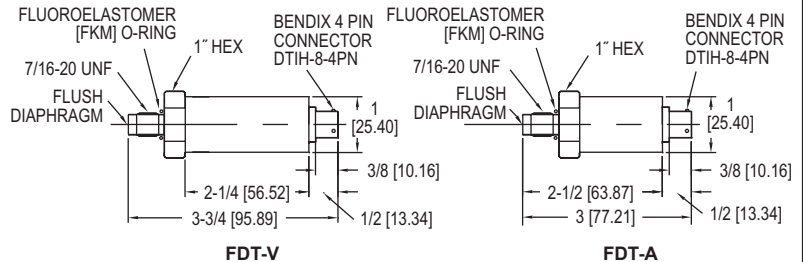 FLUOROELASTOMER
[FKM] O-RING
1˝ HEX
BENDIX 4 PIN
CONNECTOR
DTIH-8-4PN
7/16-20 UNF
FLUSH
DIAPHRAGM
1
[25.40]
3/8 [10.16]
2-1/4 [56.52]
3-3/4 [95.89]
1/2 [13.34]
FDT-V
FLUOROELASTOMER
[FKM] O-RING
1˝ HEX
BENDIX 4 PIN
CONNECTOR
DTIH-8-4PN
7/16-20 UNF
FLUSH
DIAPHRAGM
1
[25.40]
3/8 [10.16]
2-1/2 [63.87]
3 [77.21]
1/2 [13.34]
FDT-A